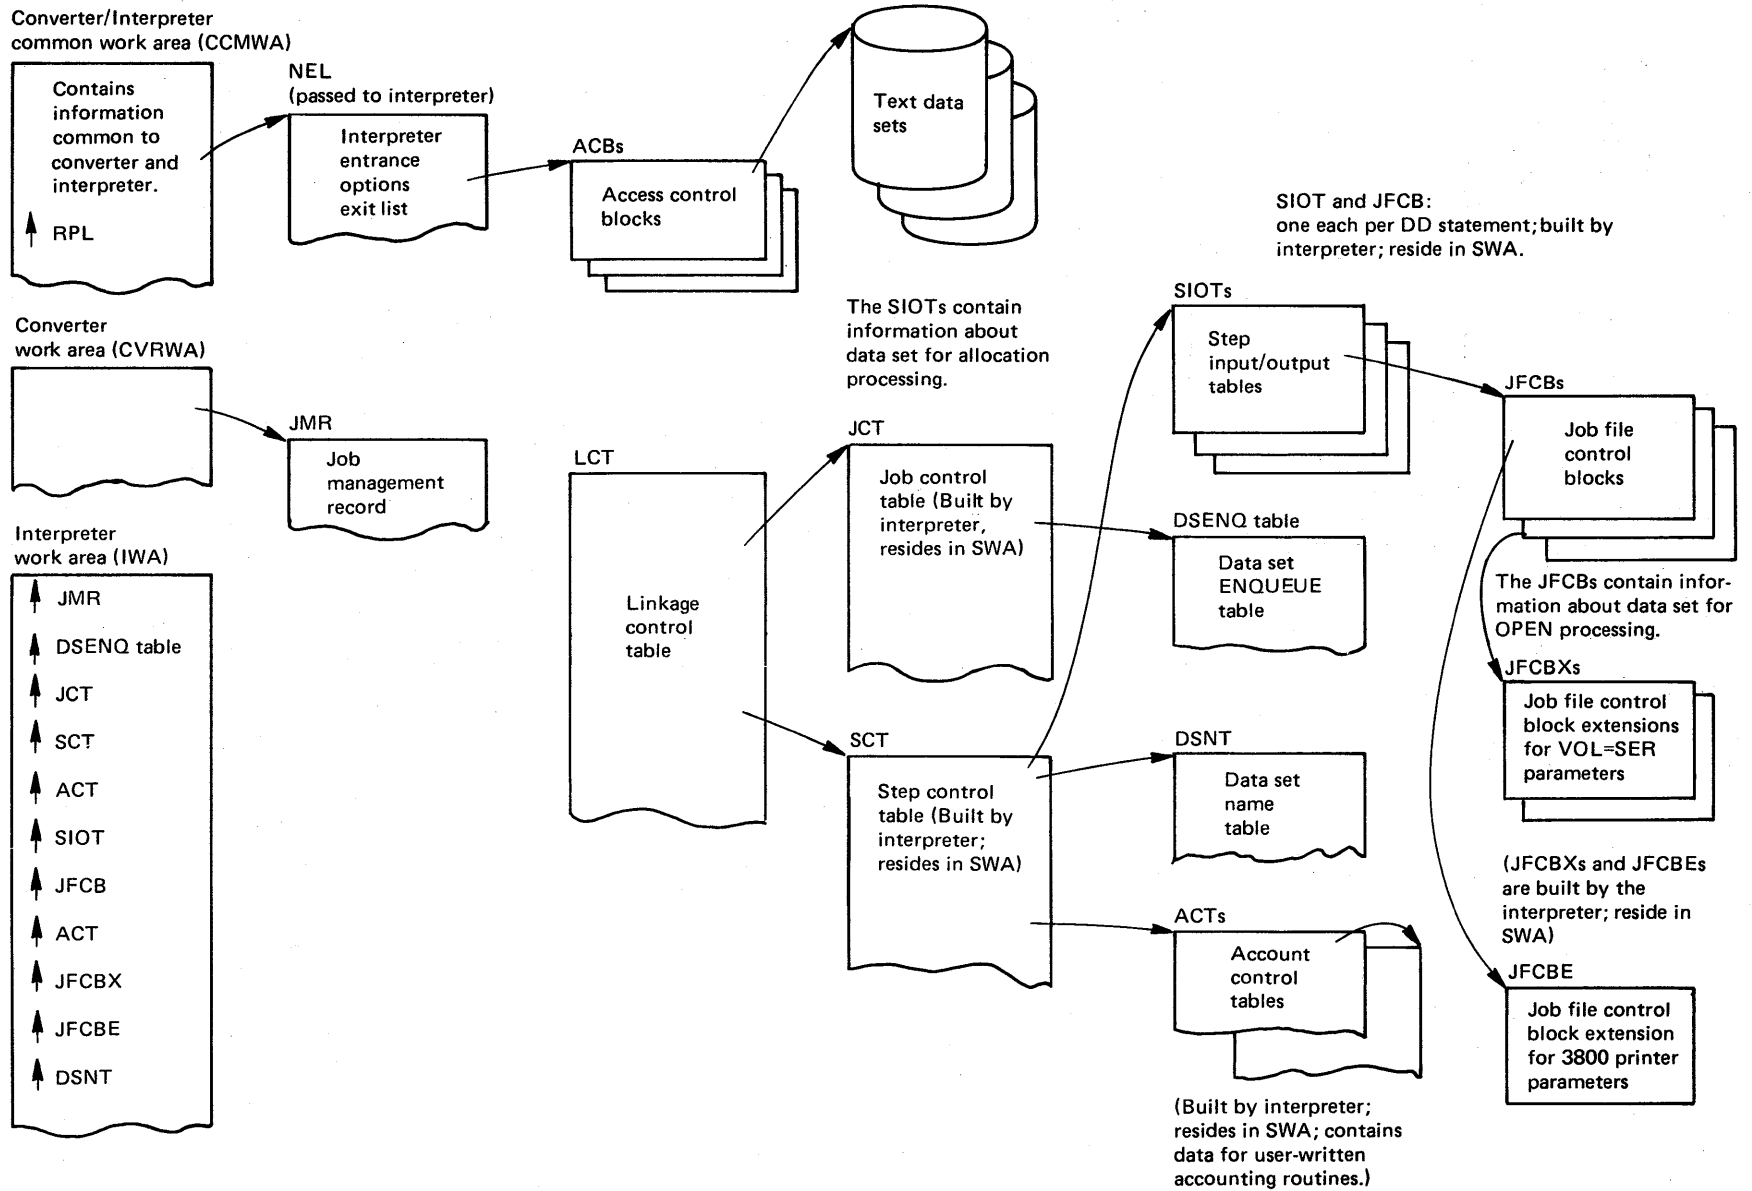 Converter/Interpreter
common work area (CCMWA)
Contains
information
common to
converter and
interpreter.
RPL
NEL
(passed to interpreter)
Interpreter
entrance
options
exit list
ACBs
Access control
blocks
Text data
sets
Converter
work area (CVRWA)
JMR
Job
management
record
Interpreter
work area (IWA)
JMR
DSENQ table
JCT
SCT
ACT
SIOT
JFCB
ACT
JFCBX
JFCBE
DSNT
LCT
Linkage
control
table
The SIOTs contain
information about
data set for allocation
processing.
JCT
Job control
table (Built by
interpreter,
resides in SWA)
SCT
Step control
table (Built by
interpreter;
resides in SWA)
SIOT and JFCB:
one each per DD statement; built by
interpreter; reside in SWA.
SIOTs
Step
input/output
tables
DSENQ table
Data set
ENQUEUE
table
DSNT
Data set
name
table
ACTs
Account
control
tables
(Built by interpreter;
resides in SWA; contains
data for user-written
accounting routines.)
JFCBs
Job file
control
blocks
The JFCBs contain infor-
mation about data set for
OPEN processing.
JFCBXs
Job file control
block extensions
for VOL=SER
parameters
(JFCBXs and JFCBEs
are built by the
interpreter; reside in
SWA)
JFCBE
Job file control
block extension
for 3800 printer
parameters